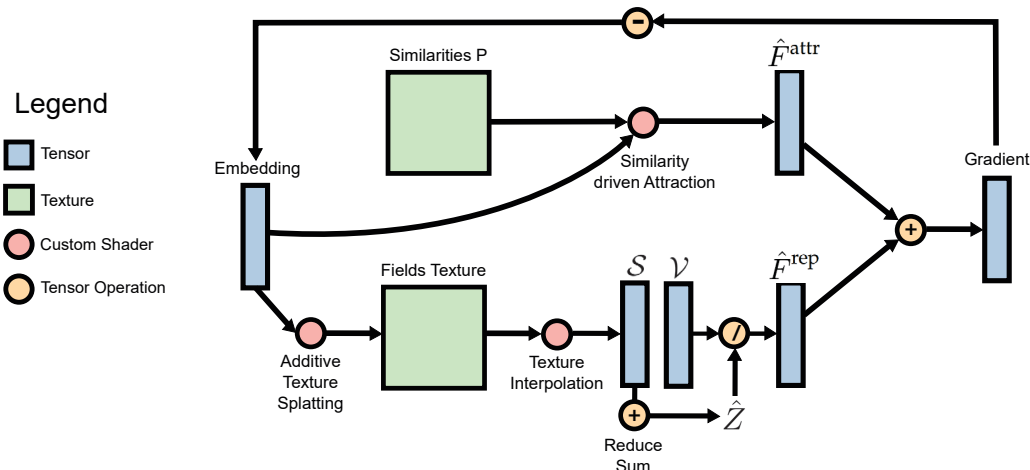 −
Similarities P
F̂^attr
Legend
Tensor
Texture
Custom Shader
Tensor Operation
Embedding
Similarity
driven Attraction
Gradient
+
Fields Texture
S
V
F̂^rep
/
Additive
Texture
Splatting
Texture
Interpolation
+
Ẑ
Reduce
Sum